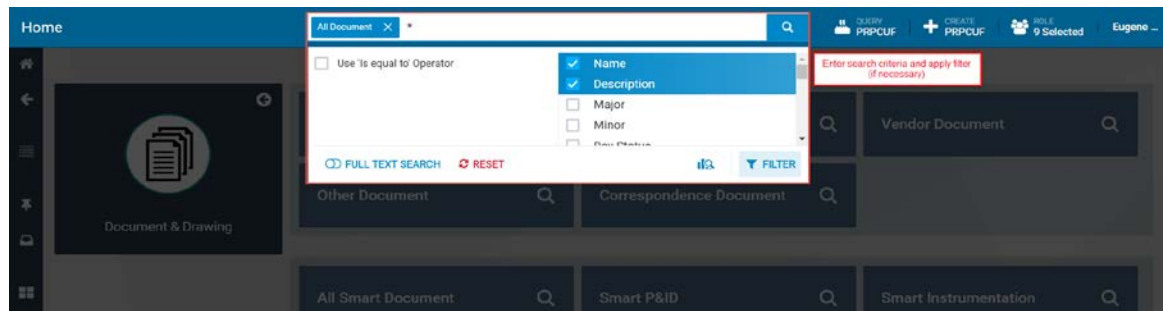 Home
All Document X *
QUERY
PRPCUF
CREATE
PRPCUF
ROLE
9 Selected
Eugene ...
Use 'Is equal to' Operator
Name
Description
Major
Minor
Rev Status
FULL TEXT SEARCH
RESET
FILTER
Enter search criteria and apply filter
(if necessary)
Vendor Document
Other Document
Correspondence Document
Document & Drawing
All Smart Document
Smart P&ID
Smart Instrumentation